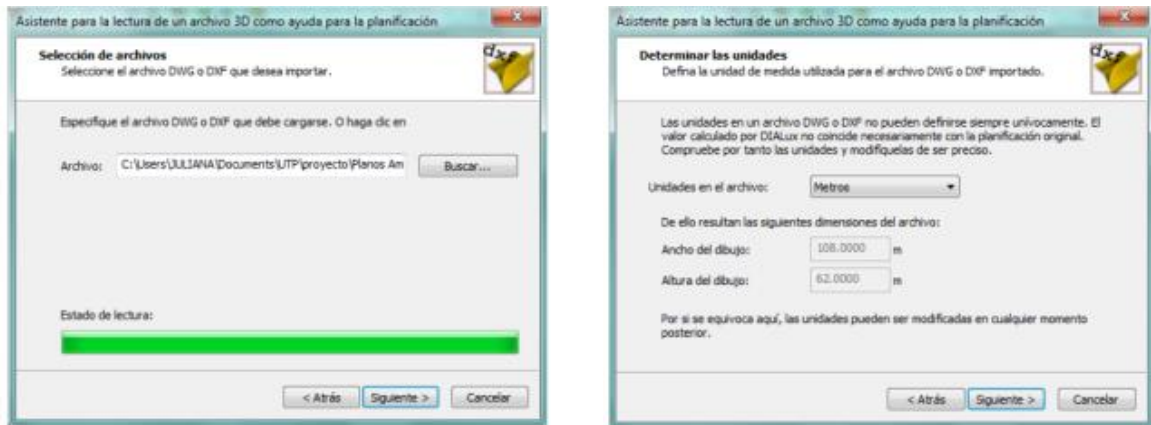 Asistente para la lectura de un archivo 3D como ayuda para la planificación
Selección de archivos
Seleccione el archivo DWG o DXF que desea importar.
dxf
Especifique el archivo DWG o DXF que debe cargarse. O haga clic en
Archivo: C:\Users\JULIANA\Documents\UTP\proyecto\Planos Am Buscar...
Estado de lectura:
< Atrás Siguiente > Cancelar
Asistente para la lectura de un archivo 3D como ayuda para la planificación
Determinar las unidades
Defina la unidad de medida utilizada para el archivo DWG o DXF importado.
dxf
Las unidades en un archivo DWG o DXF no pueden definirse siempre unívocamente. El
valor calculado por DIALux no coincide necesariamente con la planificación original.
Compruebe por tanto las unidades y modifíquelas de ser preciso.
Unidades en el archivo: Metros
De ello resultan las siguientes dimensiones del archivo:
Ancho del dibujo: 108.0000 m
Altura del dibujo: 62.0000 m
Por si se equivoca aquí, las unidades pueden ser modificadas en cualquier momento
posterior.
< Atrás Siguiente > Cancelar